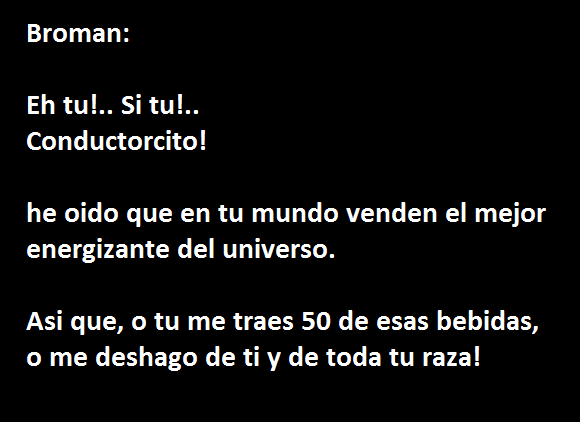 Broman:
Eh tu!.. Si tu!..
Conductorcito!
he oido que en tu mundo venden el mejor
energizante del universo.
Asi que, o tu me traes 50 de esas bebidas,
o me deshago de ti y de toda tu raza!